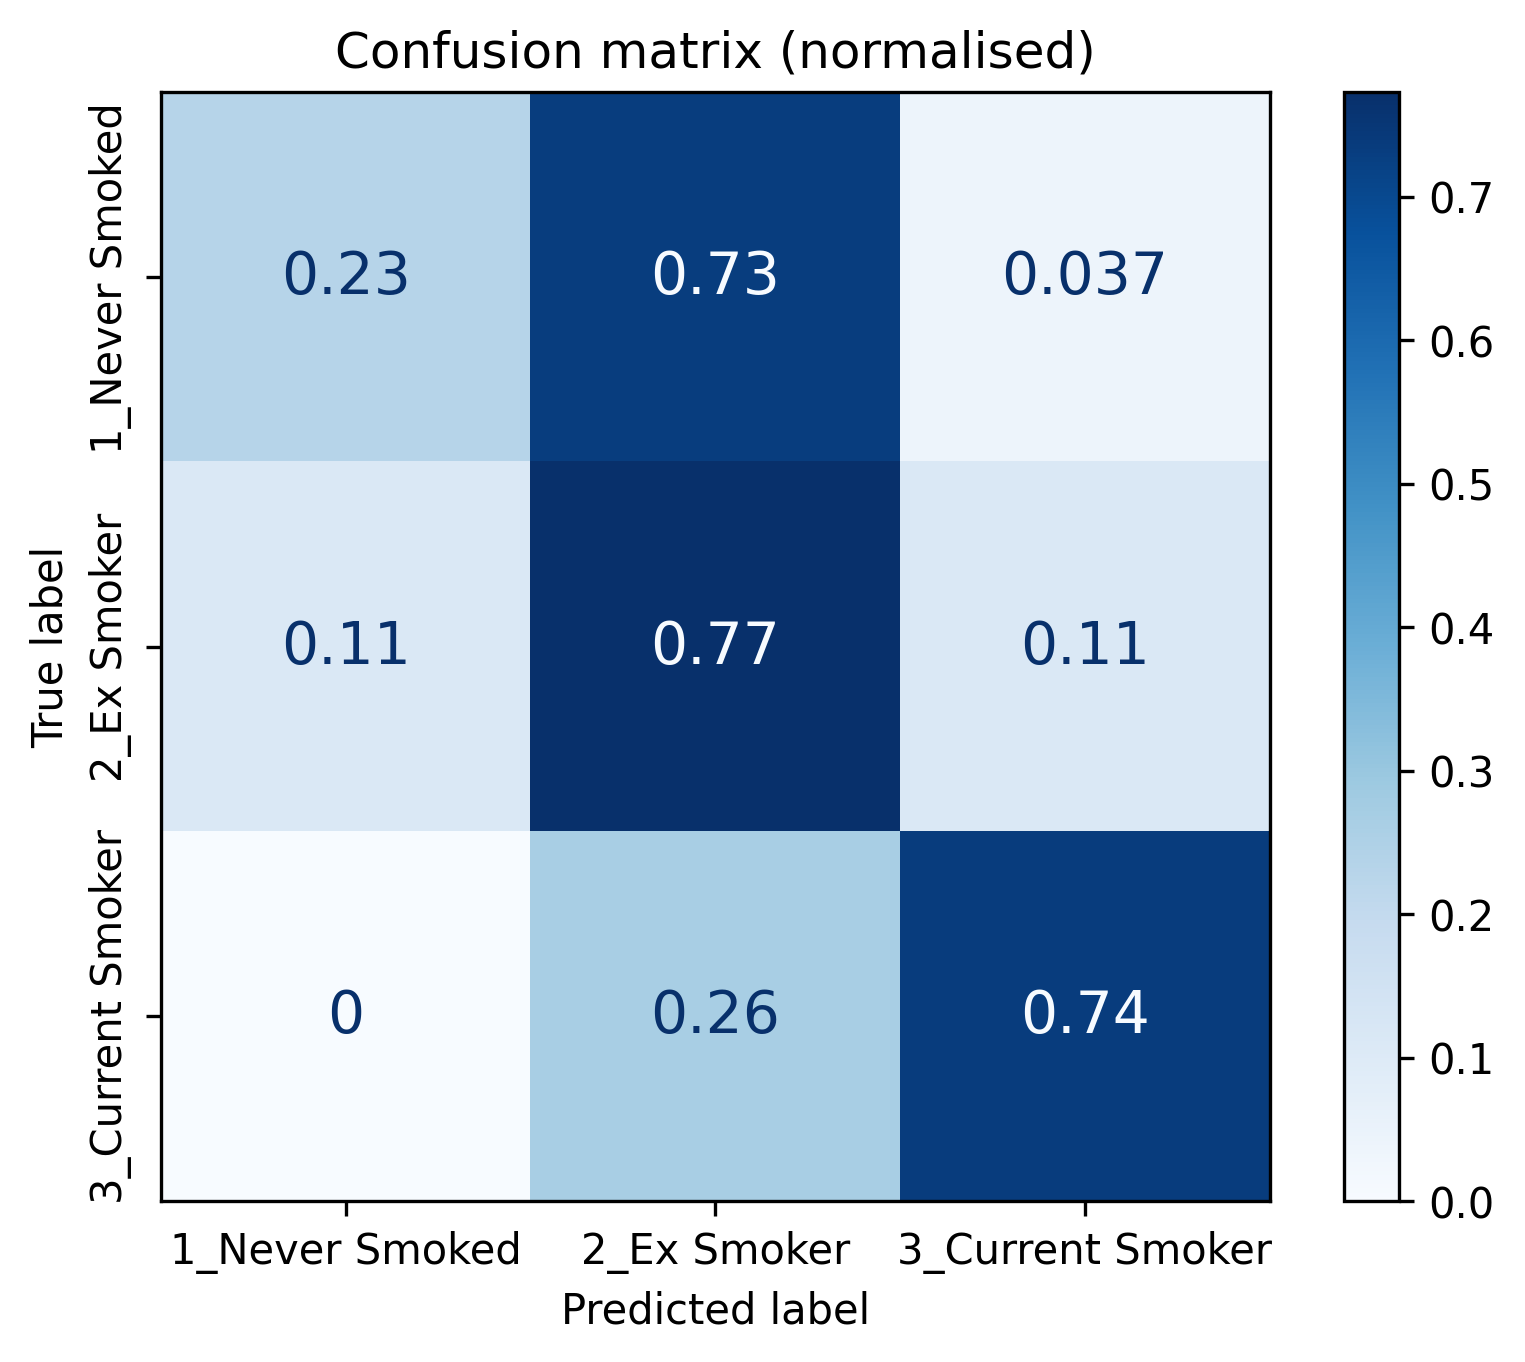 Confusion matrix (normalised)
True label
1_Never Smoked
2_Ex Smoker
3_Current Smoker
0.23 0.73 0.037
0.11 0.77 0.11
0 0.26 0.74
1_Never Smoked 2_Ex Smoker 3_Current Smoker
Predicted label
0.7
0.6
0.5
0.4
0.3
0.2
0.1
0.0